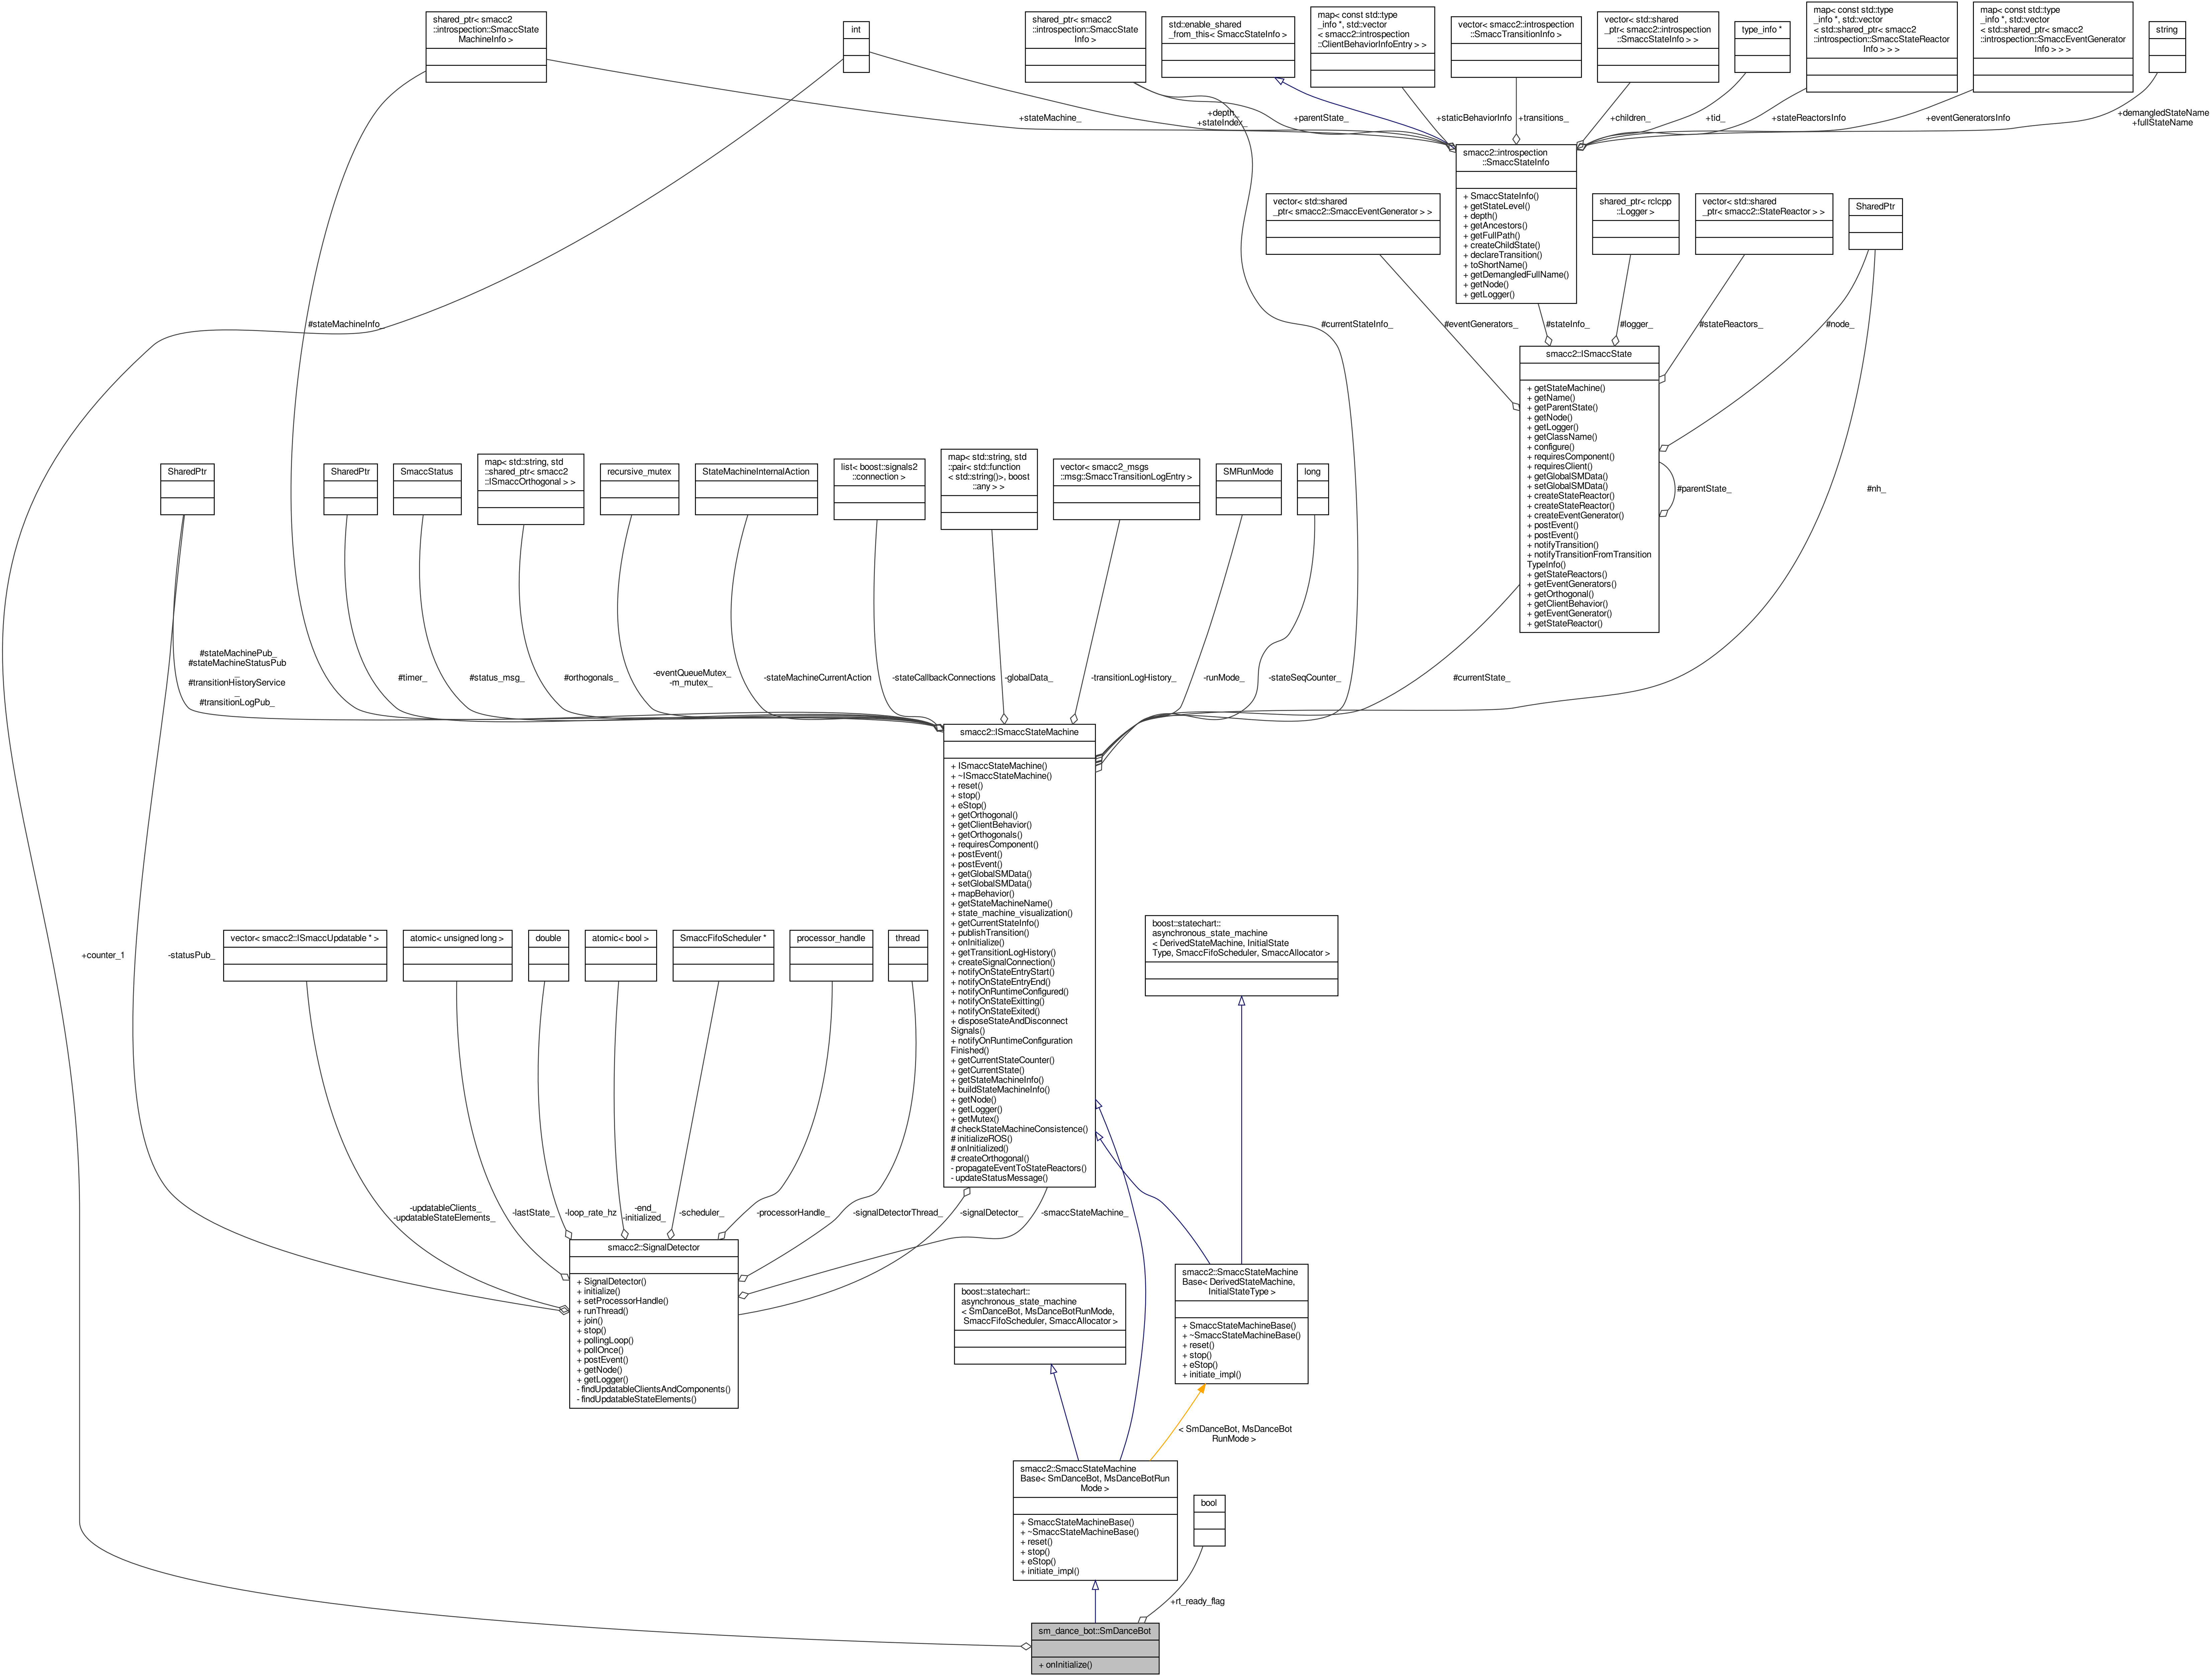 shared_ptr< smacc2
::introspection::SmaccState
MachineInfo >
int
shared_ptr< smacc2
::introspection::SmaccState
Info >
std::enable_shared
_from_this< SmaccStateInfo >
map< const std::type
_info *, std::vector
< smacc2::introspection
::ClientBehaviorInfoEntry > >
vector< smacc2::introspection
::SmaccTransitionInfo >
vector< std::shared
_ptr< smacc2::introspection
::SmaccStateInfo > >
type_info *
map< const std::type
_info *, std::vector
< std::shared_ptr< smacc2
::introspection::SmaccStateReactor
Info > > >
map< const std::type
_info *, std::vector
< std::shared_ptr< smacc2
::introspection::SmaccEventGenerator
Info > > >
string
+stateMachine_
+depth_
+stateIndex_
+parentState_
+staticBehaviorInfo
+transitions_
+children_
+tid_
+stateReactorsInfo
+eventGeneratorsInfo
+demangledStateName
+fullStateName
smacc2::introspection
::SmaccStateInfo
+ SmaccStateInfo()
+ getStateLevel()
+ depth()
+ getAncestors()
+ getFullPath()
+ createChildState()
+ declareTransition()
+ toShortName()
+ getDemangledFullName()
+ getNode()
+ getLogger()
vector< std::shared
_ptr< smacc2::SmaccEventGenerator > >
shared_ptr< rclcpp
::Logger >
vector< std::shared
_ptr< smacc2::StateReactor > >
SharedPtr
#stateMachineInfo_
#currentStateInfo_
#eventGenerators_
#stateInfo_
#logger_
#stateReactors_
#node_
smacc2::ISmaccState
+ getStateMachine()
+ getName()
+ getParentState()
+ getNode()
+ getLogger()
+ getClassName()
+ configure()
+ requiresComponent()
+ requiresClient()
+ getGlobalSMData()
+ setGlobalSMData()
+ createStateReactor()
+ createStateReactor()
+ createEventGenerator()
+ postEvent()
+ postEvent()
+ notifyTransition()
+ notifyTransitionFromTransition
TypeInfo()
+ getStateReactors()
+ getEventGenerators()
+ getOrthogonal()
+ getClientBehavior()
+ getEventGenerator()
+ getStateReactor()
#parentState_
#nh_
SharedPtr
SharedPtr
SmaccStatus
map< std::string, std
::shared_ptr< smacc2
::ISmaccOrthogonal > >
recursive_mutex
StateMachineInternalAction
list< boost::signals2
::connection >
map< std::string, std
::pair< std::function
< std::string()>, boost
::any > >
vector< smacc2_msgs
::msg::SmaccTransitionLogEntry >
SMRunMode
long
#stateMachinePub_
#stateMachineStatusPub
_
#transitionHistoryService
_
#transitionLogPub_
#timer_
#status_msg_
#orthogonals_
-eventQueueMutex_
-m_mutex_
-stateMachineCurrentAction
-stateCallbackConnections
-globalData_
-transitionLogHistory_
-runMode_
-stateSeqCounter_
#currentState_
smacc2::ISmaccStateMachine
+ ISmaccStateMachine()
+ ~ISmaccStateMachine()
+ reset()
+ stop()
+ eStop()
+ getOrthogonal()
+ getClientBehavior()
+ getOrthogonals()
+ requiresComponent()
+ postEvent()
+ postEvent()
+ getGlobalSMData()
+ setGlobalSMData()
+ mapBehavior()
+ getStateMachineName()
+ state_machine_visualization()
+ getCurrentStateInfo()
+ publishTransition()
+ onInitialize()
+ getTransitionLogHistory()
+ createSignalConnection()
+ notifyOnStateEntryStart()
+ notifyOnStateEntryEnd()
+ notifyOnRuntimeConfigured()
+ notifyOnStateExitting()
+ notifyOnStateExited()
+ disposeStateAndDisconnect
Signals()
+ notifyOnRuntimeConfiguration
Finished()
+ getCurrentStateCounter()
+ getCurrentState()
+ getStateMachineInfo()
+ buildStateMachineInfo()
+ getNode()
+ getLogger()
+ getMutex()
# checkStateMachineConsistence()
# initializeROS()
# onInitialized()
# createOrthogonal()
- propagateEventToStateReactors()
- updateStatusMessage()
+counter_1
-statusPub_
vector< smacc2::ISmaccUpdatable * >
atomic< unsigned long >
double
atomic< bool >
SmaccFifoScheduler *
processor_handle
thread
boost::statechart::
asynchronous_state_machine
< DerivedStateMachine, InitialState
Type, SmaccFifoScheduler, SmaccAllocator >
-updatableClients_
-updatableStateElements_
-lastState_
-loop_rate_hz
-end_
-initialized_
-scheduler_
-processorHandle_
-signalDetectorThread_
-signalDetector_
-smaccStateMachine_
smacc2::SignalDetector
+ SignalDetector()
+ initialize()
+ setProcessorHandle()
+ runThread()
+ join()
+ stop()
+ pollingLoop()
+ pollOnce()
+ postEvent()
+ getNode()
+ getLogger()
- findUpdatableClientsAndComponents()
- findUpdatableStateElements()
boost::statechart::
asynchronous_state_machine
< SmDanceBot, MsDanceBotRunMode,
SmaccFifoScheduler, SmaccAllocator >
smacc2::SmaccStateMachine
Base< DerivedStateMachine,
InitialStateType >
+ SmaccStateMachineBase()
+ ~SmaccStateMachineBase()
+ reset()
+ stop()
+ eStop()
+ initiate_impl()
< SmDanceBot, MsDanceBot
RunMode >
smacc2::SmaccStateMachine
Base< SmDanceBot, MsDanceBotRun
Mode >
+ SmaccStateMachineBase()
+ ~SmaccStateMachineBase()
+ reset()
+ stop()
+ eStop()
+ initiate_impl()
bool
+rt_ready_flag
sm_dance_bot::SmDanceBot
+ onInitialize()